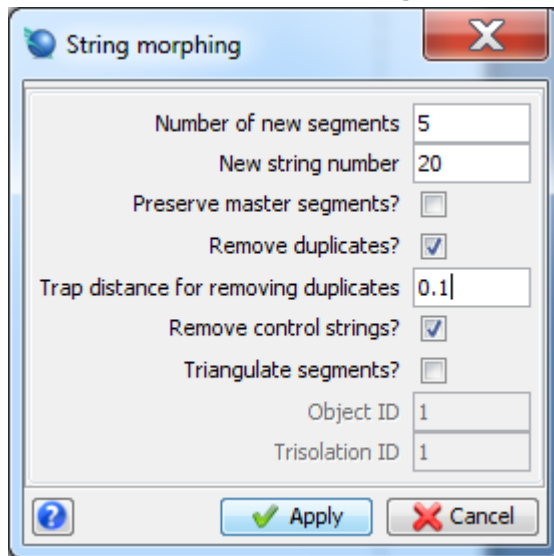 String morphing
Number of new segments 5
New string number 20
Preserve master segments?
Remove duplicates?
Trap distance for removing duplicates 0.1
Remove control strings?
Triangulate segments?
Object ID 1
Trisolation ID 1
Apply Cancel